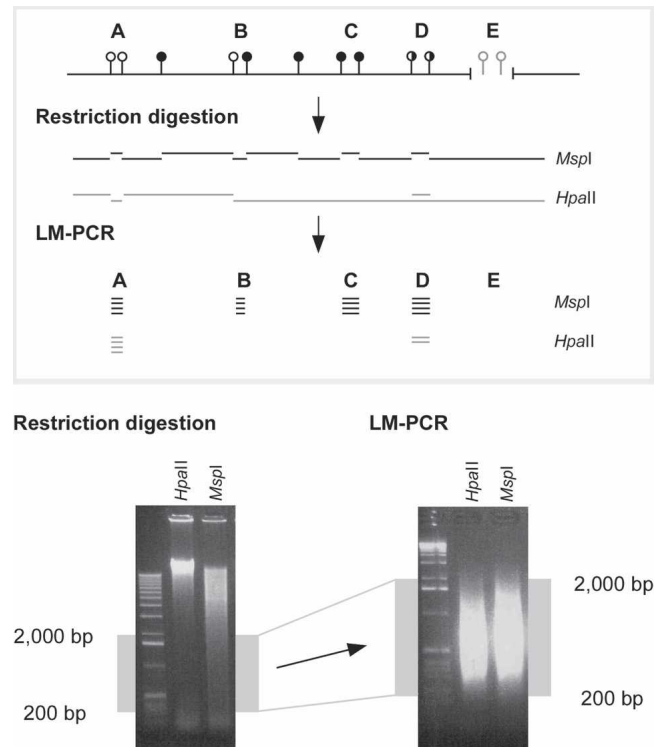 A B C D E
Restriction digestion
MspI
HpaII
LM-PCR
A B C D E
MspI
HpaII
Restriction digestion
LM-PCR
HpaII MspI
HpaII MspI
2,000 bp
200 bp
2,000 bp
200 bp